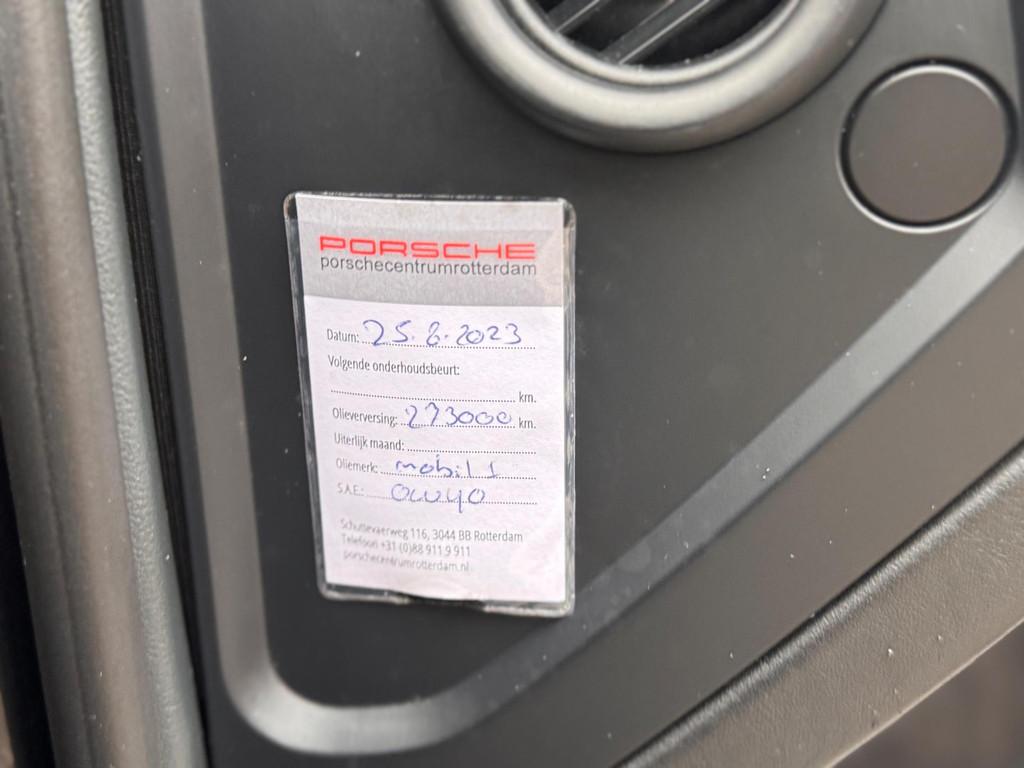 PORSCHE
porschecentrumrotterdam
Datum: 25.8.2023
Volgende onderhoudsbeurt:
km.
Olieverversing: 273000 km.
Uiterlijk maand:
Oliemerk: mobil 1
S.A.E.: 0W40
Schuttevaerweg 116, 3044 BB Rotterdam
Telefoon +31 (0)88 911 9 911
porschecentrumrotterdam.nl